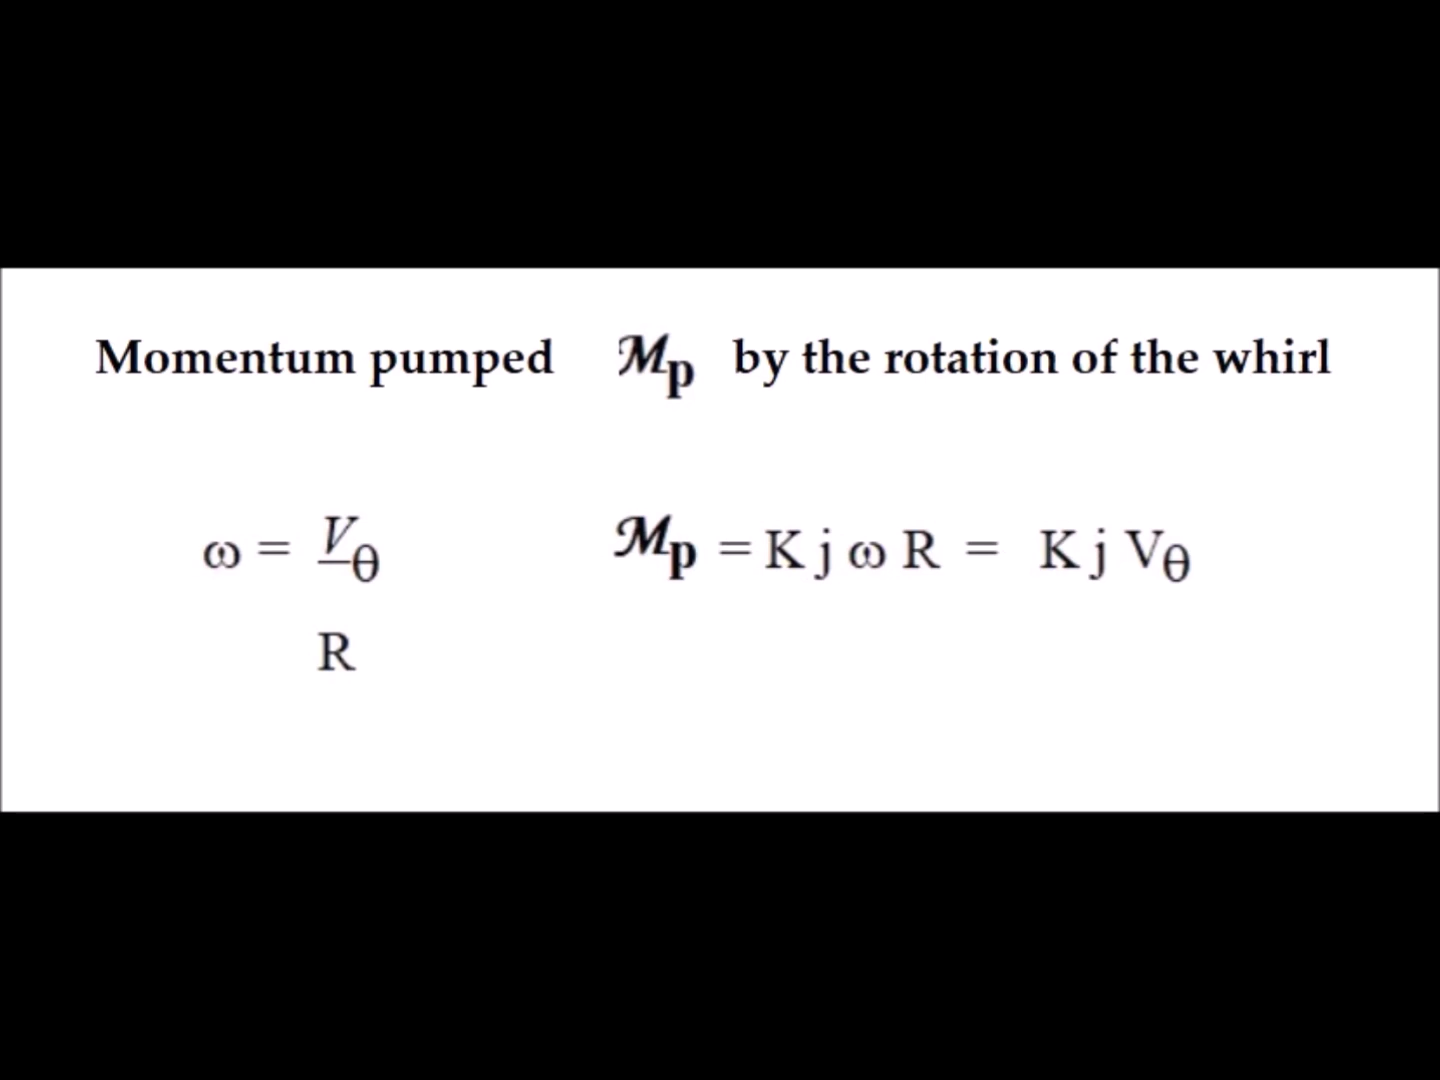 Momentum pumped ℳp by the rotation of the whirl
ω = Vθ ℳp = K j ω R = K j Vθ
R